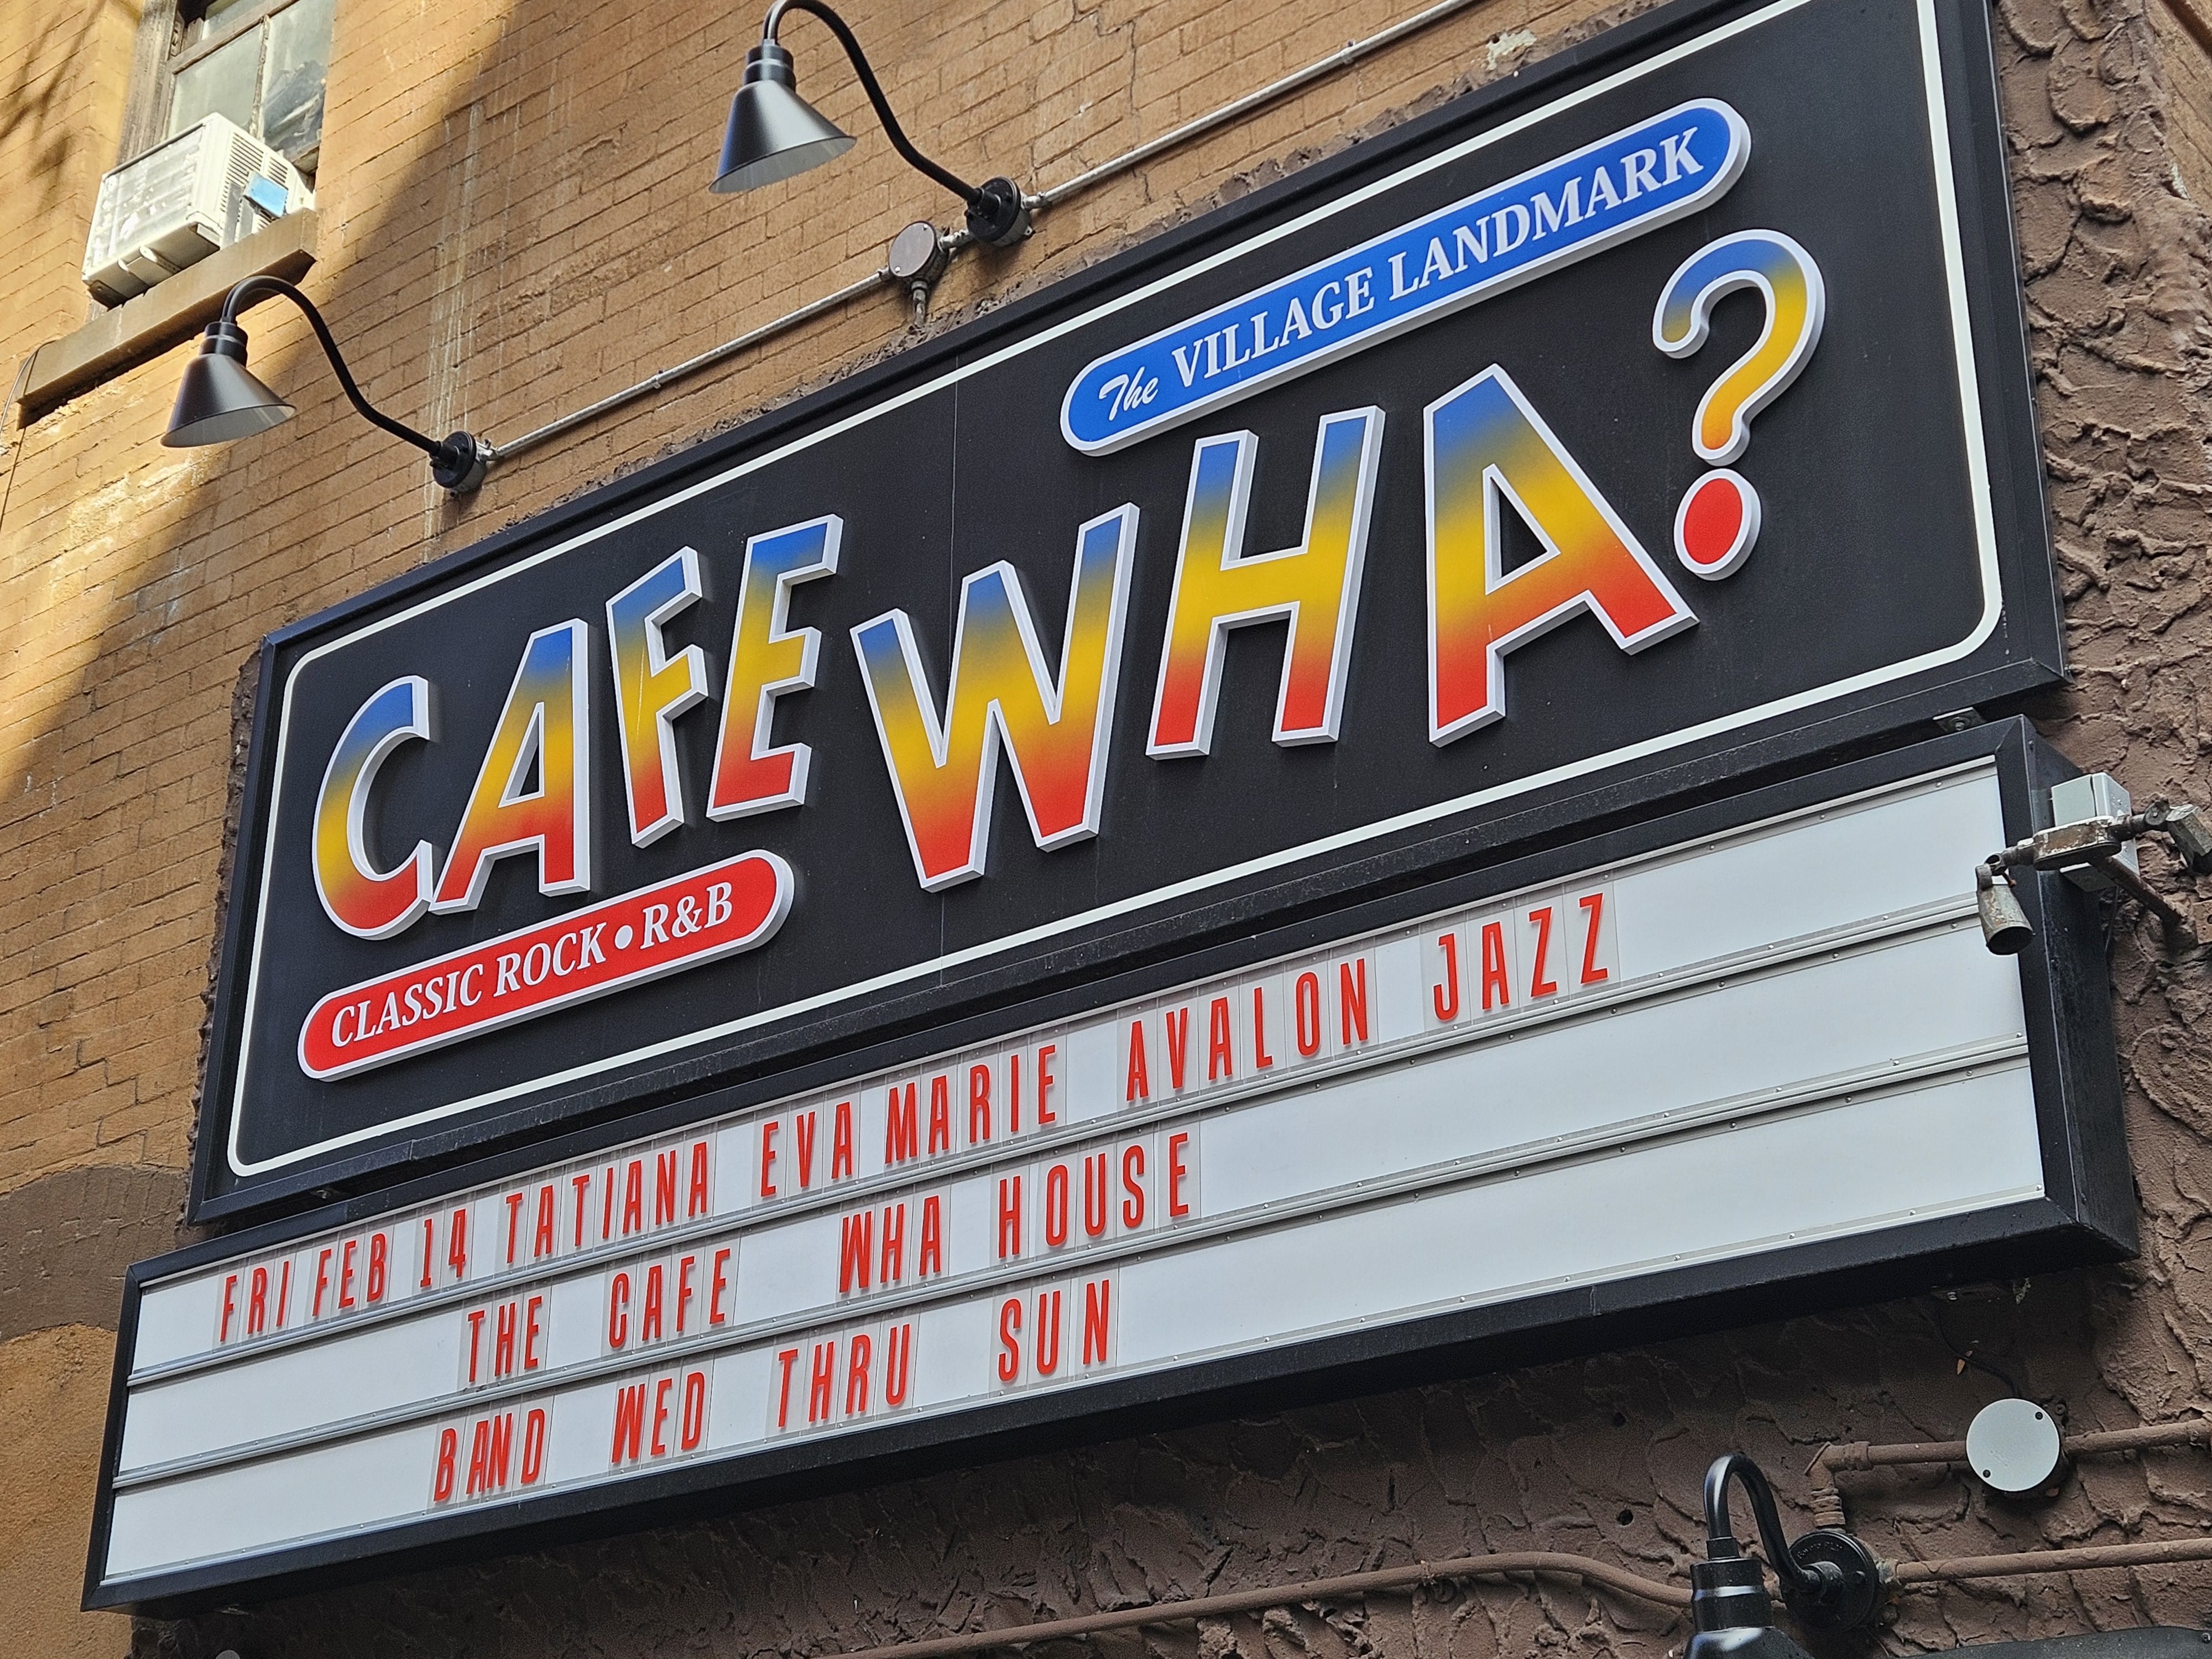 The VILLAGE LANDMARK
CAFE WHA?
CLASSIC ROCK • R&B
FRI FEB 14 TATIANA EVA MARIE AVALON JAZZ
THE CAFE WHA HOUSE
BAND WED THRU SUN